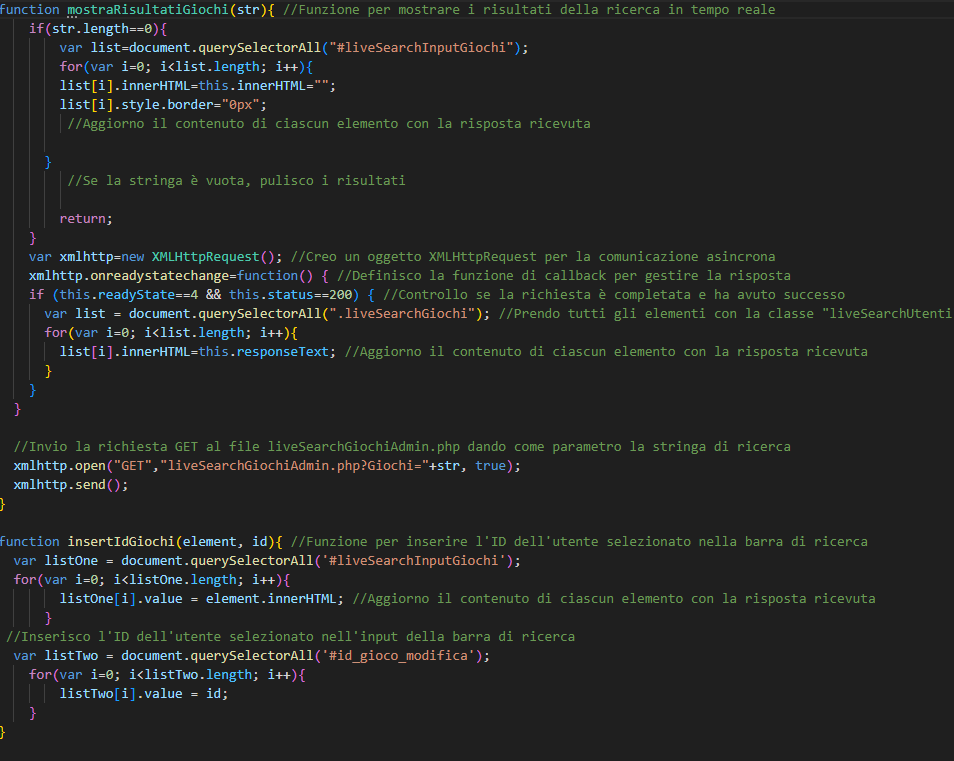 function mostraRisultatiGiochi(str){ //Funzione per mostrare i risultati della ricerca in tempo reale
if(str.length==0){
var list=document.querySelectorAll("#liveSearchInputGiochi");
for(var i=0; i<list.length; i++){
list[i].innerHTML=this.innerHTML="";
list[i].style.border="0px";
//Aggiorno il contenuto di ciascun elemento con la risposta ricevuta
}
//Se la stringa è vuota, pulisco i risultati
return;
}
var xmlhttp=new XMLHttpRequest(); //Creo un oggetto XMLHttpRequest per la comunicazione asincrona
xmlhttp.onreadystatechange=function() { //Definisco la funzione di callback per gestire la risposta
if (this.readyState==4 && this.status==200) { //Controllo se la richiesta è completata e ha avuto successo
var list = document.querySelectorAll(".liveSearchGiochi"); //Prendo tutti gli elementi con la classe "liveSearchUtenti
for(var i=0; i<list.length; i++){
list[i].innerHTML=this.responseText; //Aggiorno il contenuto di ciascun elemento con la risposta ricevuta
}
}
}
//Invio la richiesta GET al file liveSearchGiochiAdmin.php dando come parametro la stringa di ricerca
xmlhttp.open("GET","liveSearchGiochiAdmin.php?Giochi="+str, true);
xmlhttp.send();
}
function insertIdGiochi(element, id){ //Funzione per inserire l'ID dell'utente selezionato nella barra di ricerca
var listOne = document.querySelectorAll('#liveSearchInputGiochi');
for(var i=0; i<listOne.length; i++){
listOne[i].value = element.innerHTML; //Aggiorno il contenuto di ciascun elemento con la risposta ricevuta
}
//Inserisco l'ID dell'utente selezionato nell'input della barra di ricerca
var listTwo = document.querySelectorAll('#id_gioco_modifica');
for(var i=0; i<listTwo.length; i++){
listTwo[i].value = id;
}
}